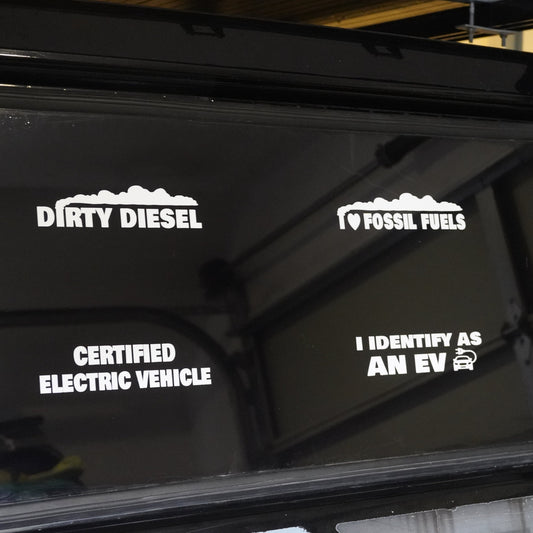 DIRTY DIESEL
I ♥ FOSSIL FUELS
CERTIFIED
ELECTRIC VEHICLE
I IDENTIFY AS
AN EV